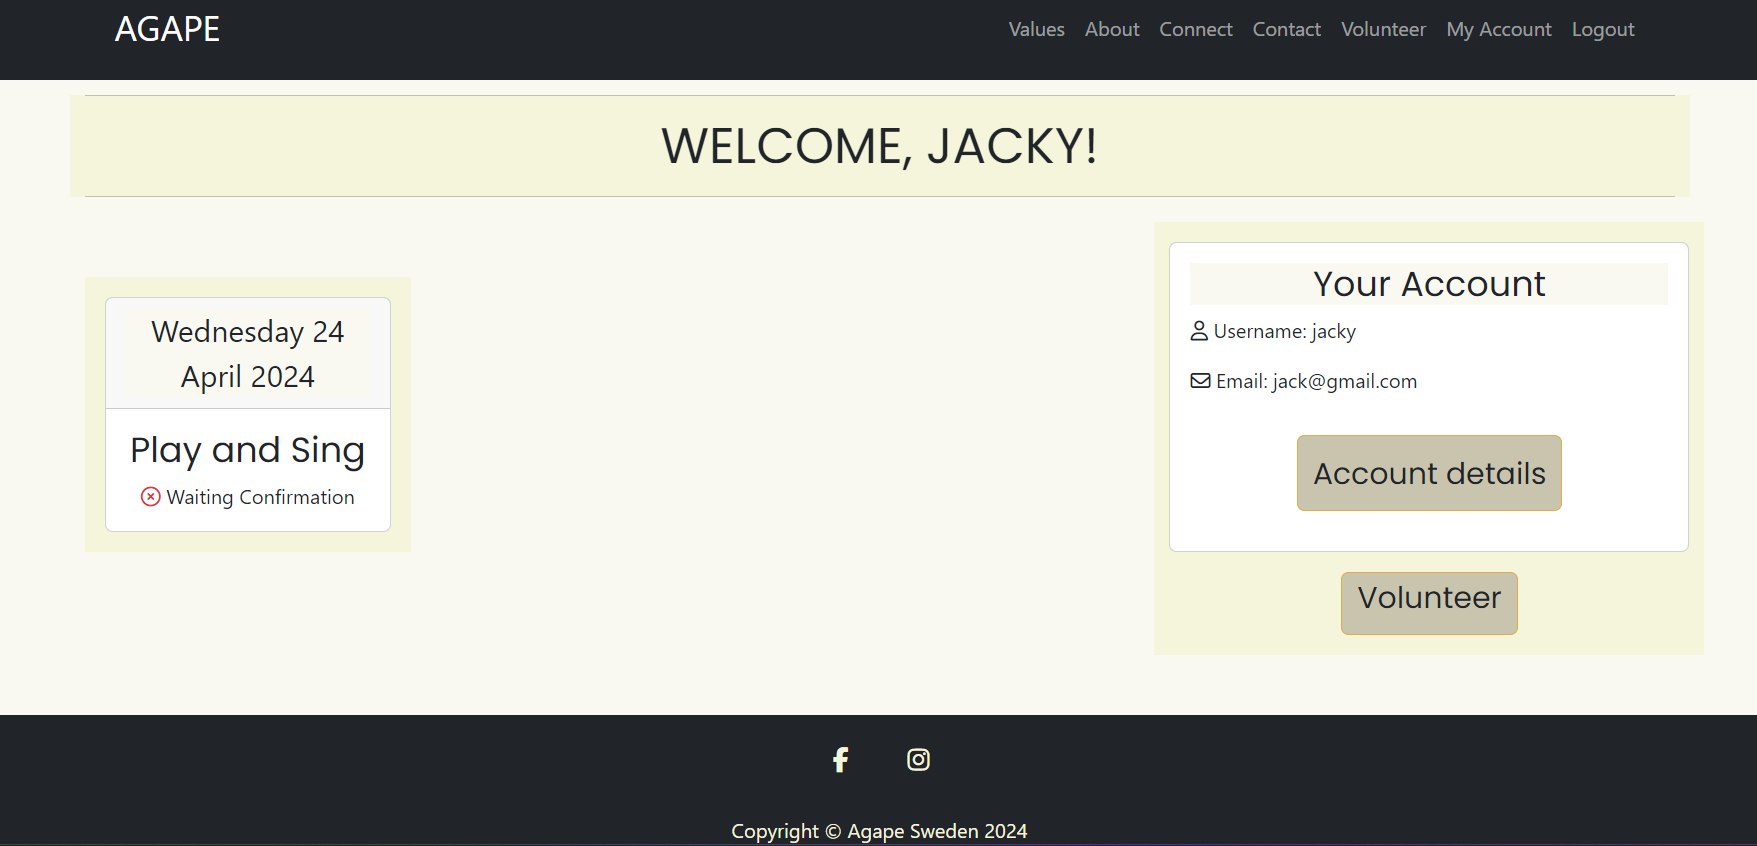 AGAPE
Values About Connect Contact Volunteer My Account Logout
WELCOME, JACKY!
Wednesday 24
April 2024
Play and Sing
Waiting Confirmation
Your Account
Username: jacky
Email: jack@gmail.com
Account details
Volunteer
Copyright © Agape Sweden 2024